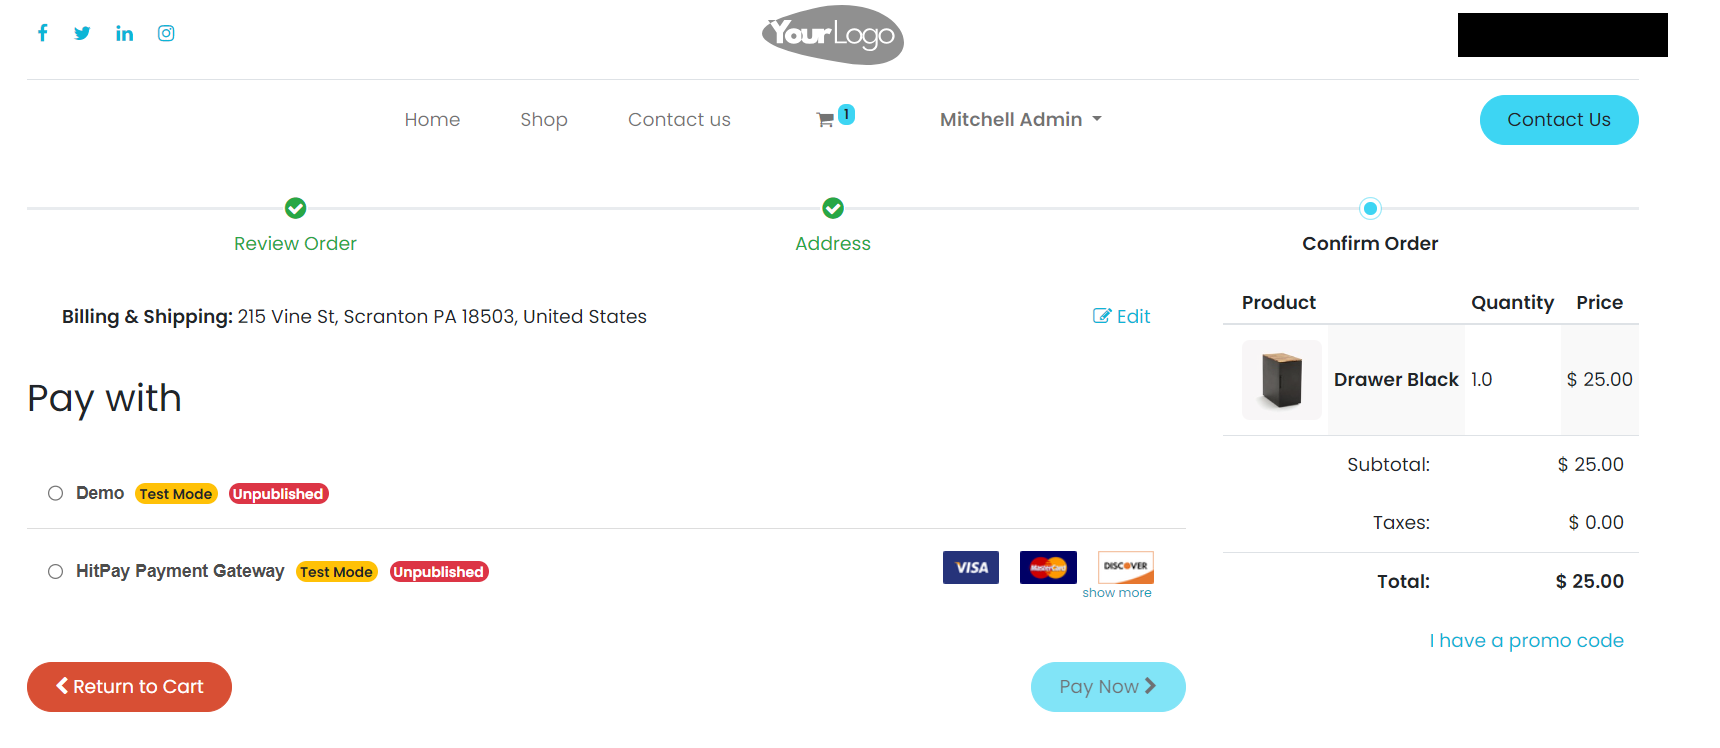 YourLogo
Home Shop Contact us 1 Mitchell Admin Contact Us
Review Order Address Confirm Order
Billing & Shipping: 215 Vine St, Scranton PA 18503, United States Edit
Product Quantity Price
Drawer Black 1.0 $ 25.00
Subtotal: $ 25.00
Taxes: $ 0.00
Total: $ 25.00
I have a promo code
Pay with
Demo Test Mode Unpublished
HitPay Payment Gateway Test Mode Unpublished VISA MasterCard DISCOVER
show more
Return to Cart Pay Now